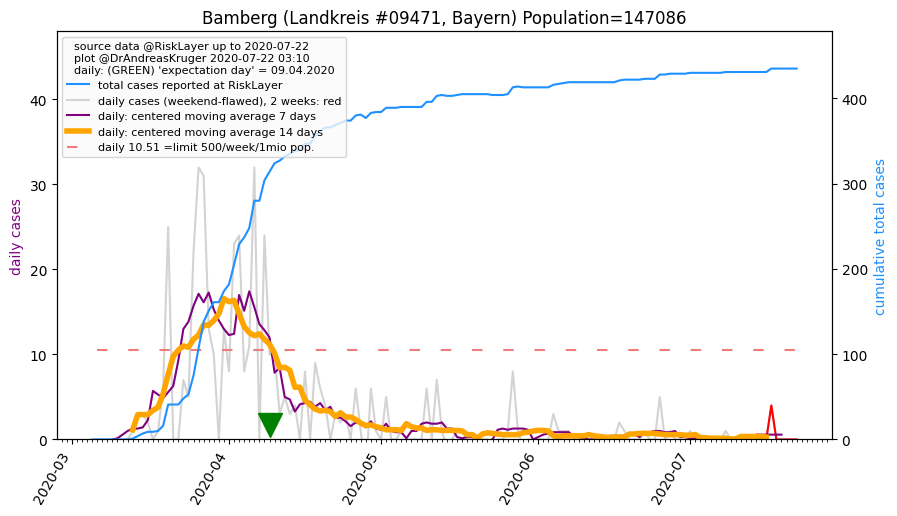 Bamberg (Landkreis #09471, Bayern) Population=147086
source data @RiskLayer up to 2020-07-22
plot @DrAndreasKruger 2020-07-22 03:10
daily: (GREEN) 'expectation day' = 09.04.2020
total cases reported at RiskLayer
daily cases (weekend-flawed), 2 weeks: red
daily: centered moving average 7 days
daily: centered moving average 14 days
daily 10.51 =limit 500/week/1mio pop.
daily cases
40
30
20
10
0
cumulative total cases
400
300
200
100
0
2020-03
2020-04
2020-05
2020-06
2020-07